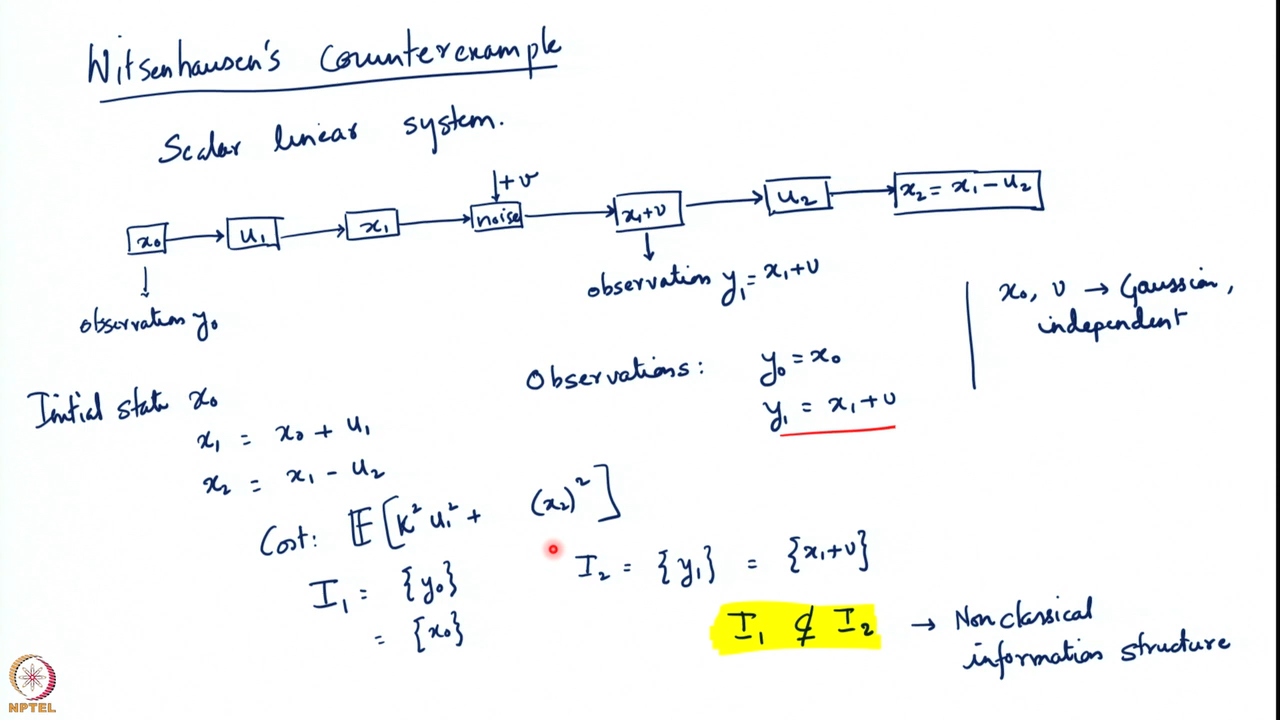 Witsenhausen's Counterexample
Scalar linear system.
+v
x₀ → u₁ → x₁ → noise → x₁+v → u₂ → x₂ = x₁ - u₂
observation y₀
observation y₁ = x₁+v
x₀, v → Gaussian,
independent
Observations: y₀ = x₀
y₁ = x₁ + v
Initial state x₀
x₁ = x₀ + u₁
x₂ = x₁ - u₂
Cost: 𝔼[k² u₁² + (x₂)²]
I₁ = {y₀}
= {x₀}
I₂ = {y₁} = {x₁+v}
I₁ ⊄ I₂ → Nonclassical
information structure
NPTEL